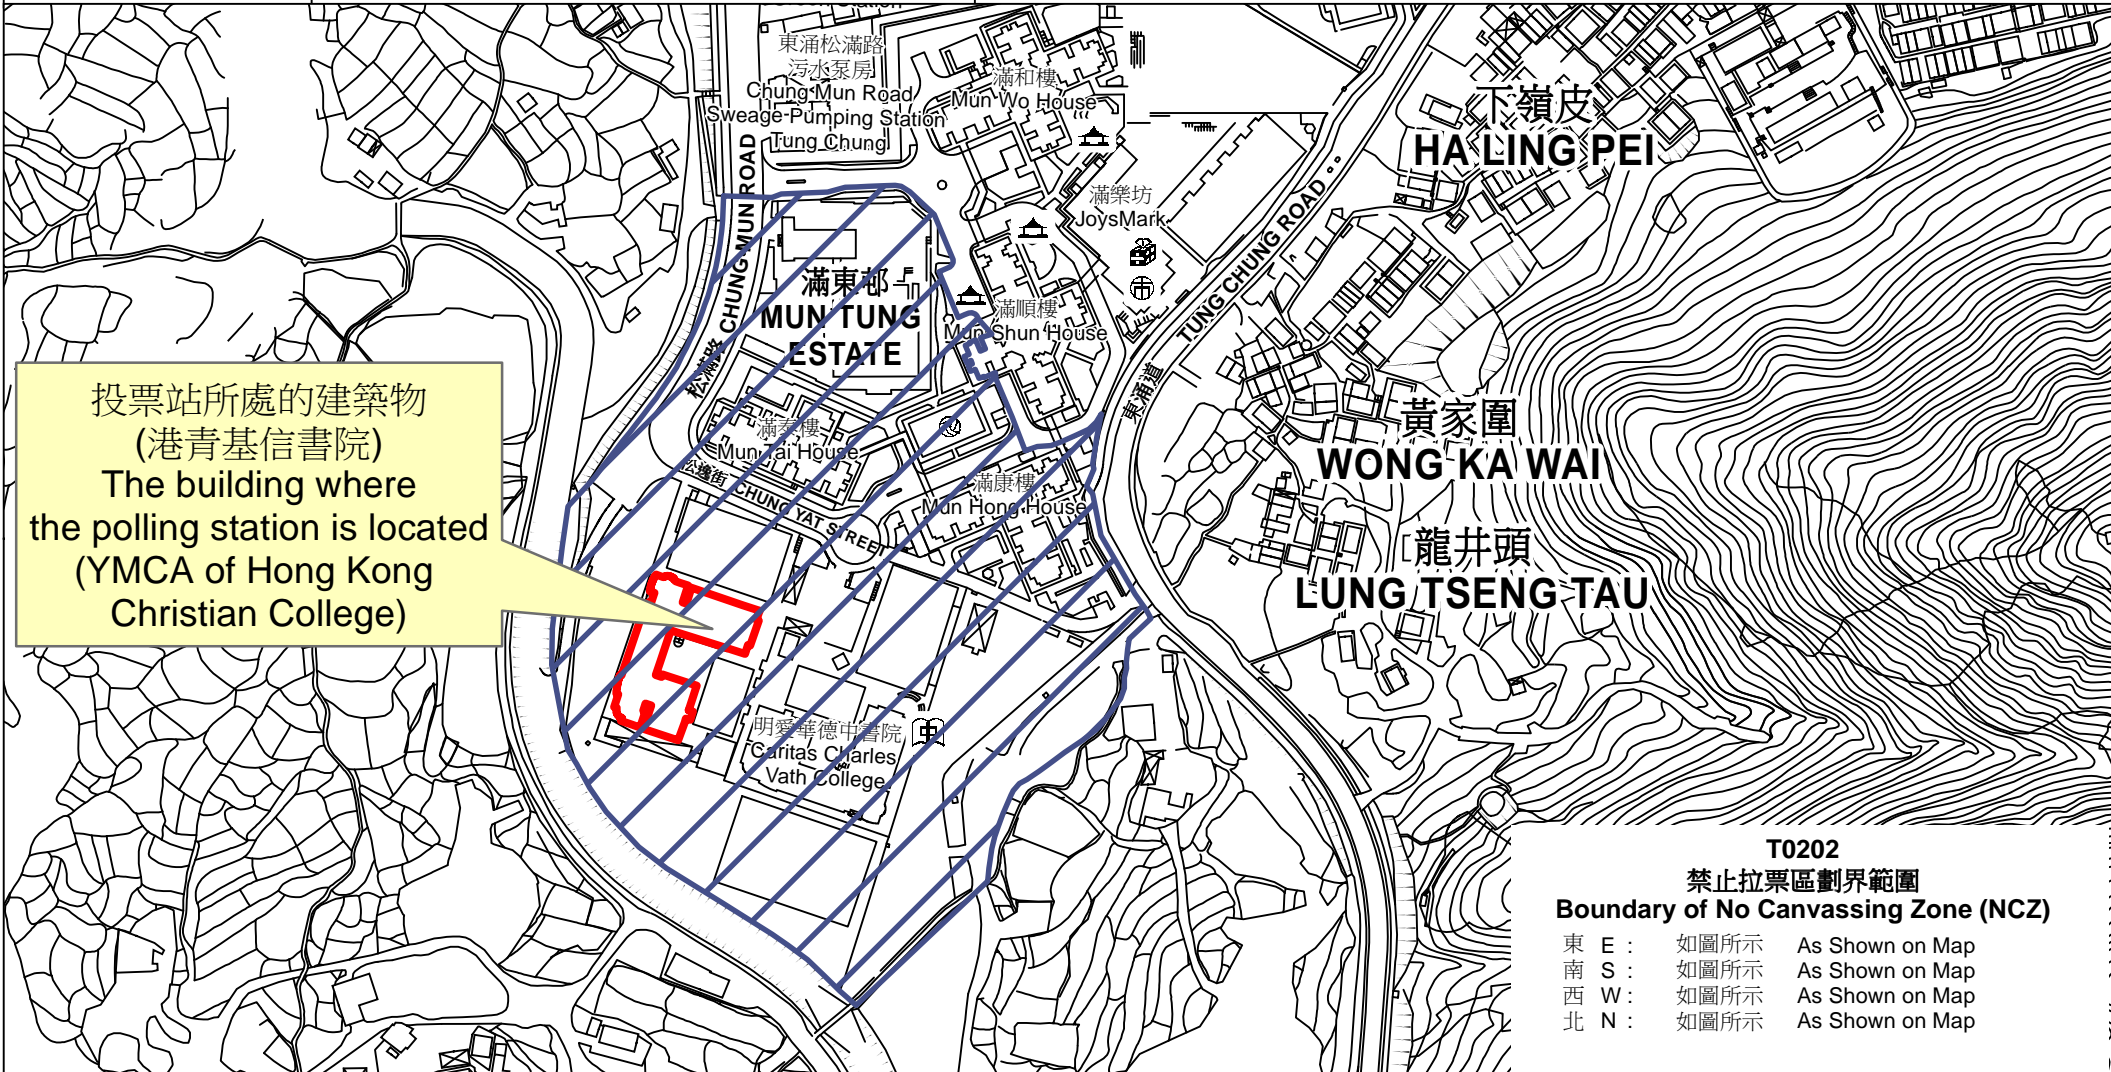 東涌松滿路
污水泵房
Chung Mun Road
Sweage Pumping Station
Tung Chung
滿和樓
Mun Wo House
下嶺皮
HA LING PEI
滿樂坊
JoysMark
松滿路 CHUNG MUN ROAD
東涌道 TUNG CHUNG ROAD
滿東邨
MUN TUNG
ESTATE
滿順樓
Mun Shun House
投票站所處的建築物
(港青基信書院)
The building where
the polling station is located
(YMCA of Hong Kong
Christian College)
滿泰樓
Mun Tai House
黃家圍
WONG KA WAI
松逸街 CHUNG YAT STREET
滿康樓
Mun Hong House
龍井頭
LUNG TSENG TAU
明愛華德中書院
Caritas Charles
Vath College
T0202
禁止拉票區劃界範圍
Boundary of No Canvassing Zone (NCZ)
東 E : 如圖所示 As Shown on Map
南 S : 如圖所示 As Shown on Map
西 W : 如圖所示 As Shown on Map
北 N : 如圖所示 As Shown on Map